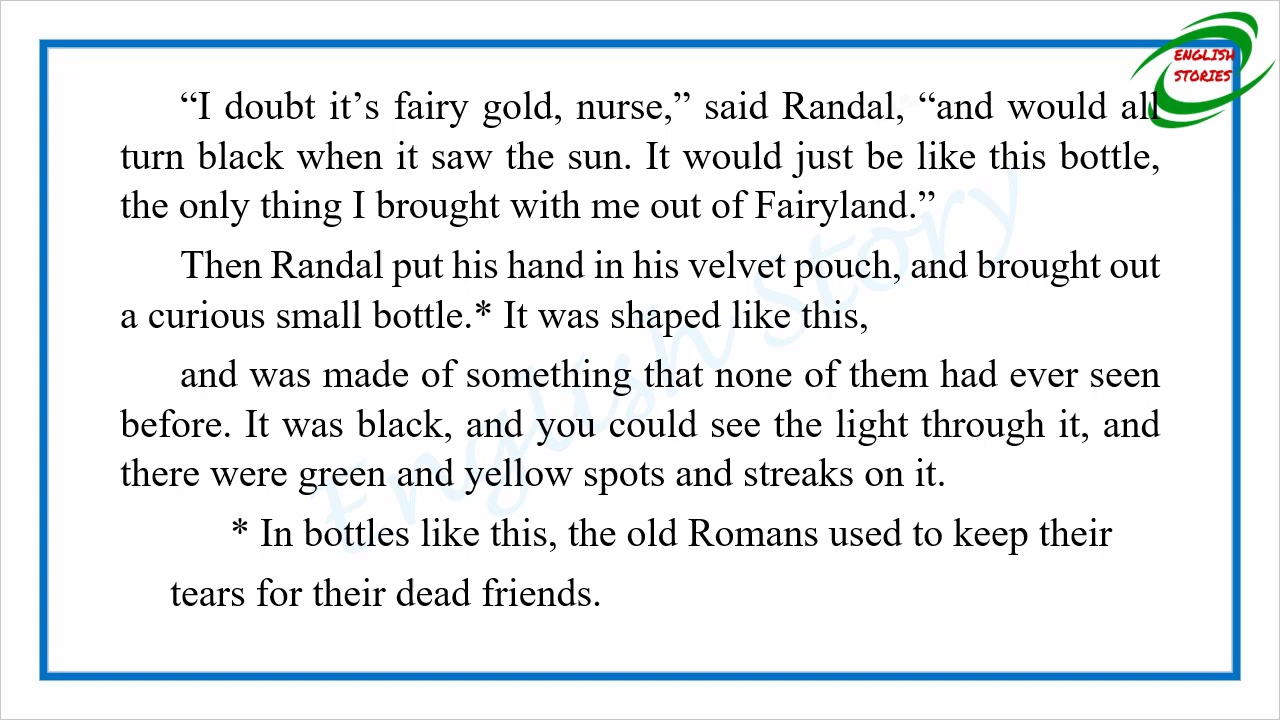 ENGLISH
STORIES
“I doubt it’s fairy gold, nurse,” said Randal, “and would all
turn black when it saw the sun. It would just be like this bottle,
the only thing I brought with me out of Fairyland.”
Then Randal put his hand in his velvet pouch, and brought out
a curious small bottle.* It was shaped like this,
and was made of something that none of them had ever seen
before. It was black, and you could see the light through it, and
there were green and yellow spots and streaks on it.
* In bottles like this, the old Romans used to keep their
tears for their dead friends.
English Story